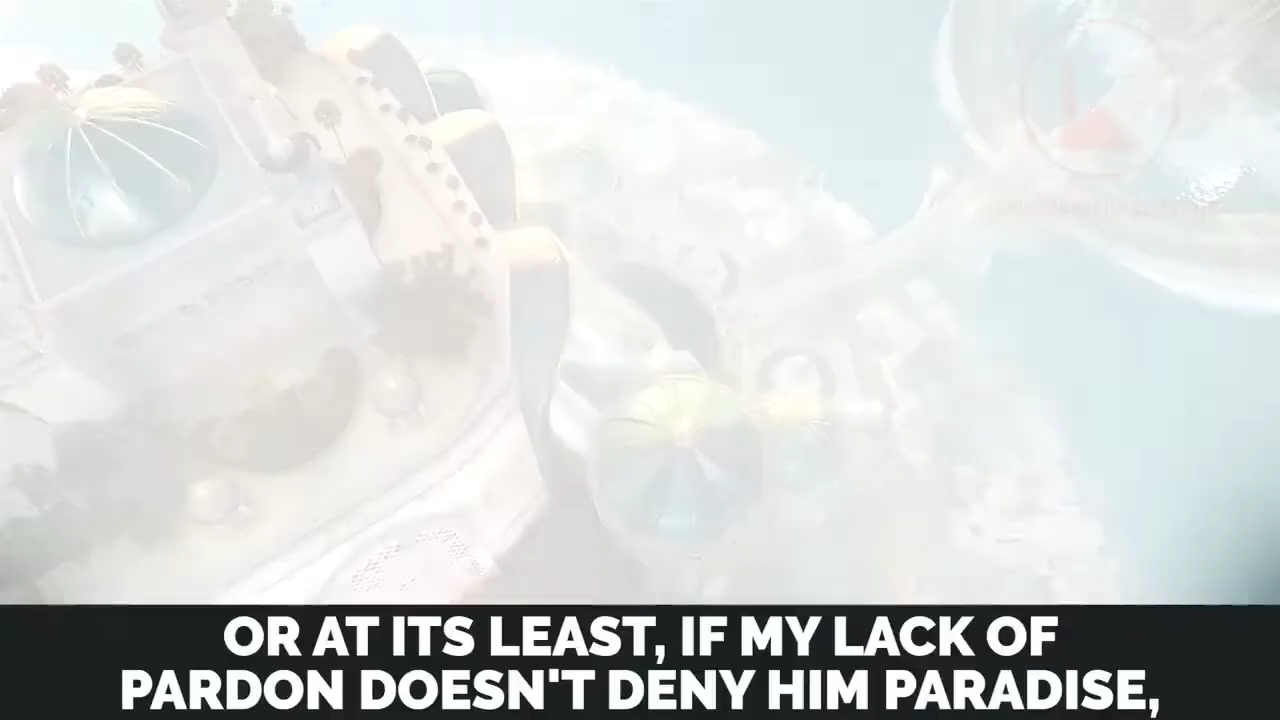 OR AT ITS LEAST, IF MY LACK OF
PARDON DOESN'T DENY HIM PARADISE,